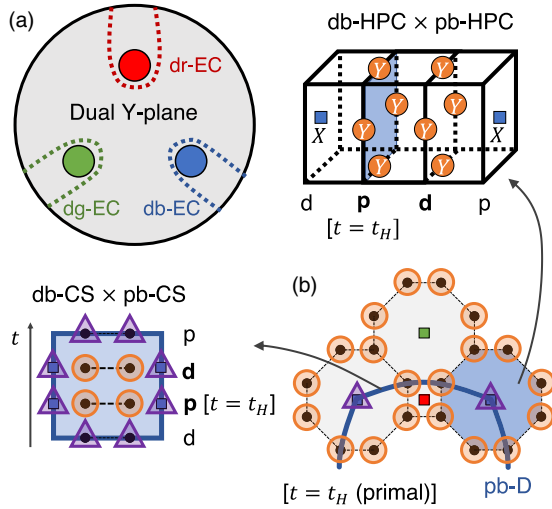 (a)
dr-EC
Dual Y-plane
dg-EC
db-EC
db-HPC × pb-HPC
Y
Y
Y
Y
Y
Y
X
X
d
p
d
p
[t = t_H]
db-CS × pb-CS
t
p
d
p [t = t_H]
d
(b)
[t = t_H (primal)]
pb-D